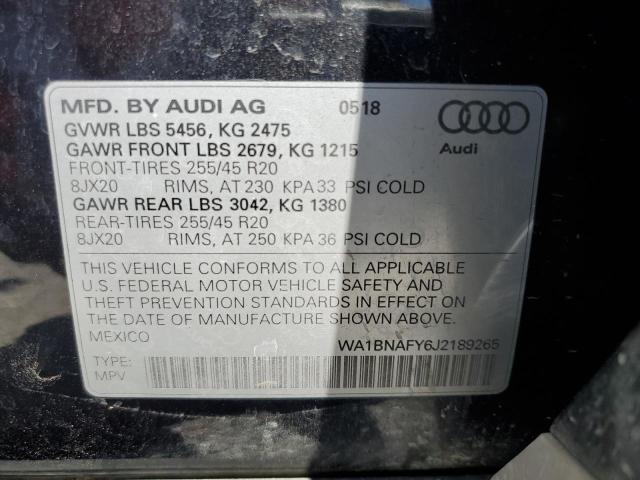 MFD. BY AUDI AG 0518
GVWR LBS 5456, KG 2475
GAWR FRONT LBS 2679, KG 1215
FRONT-TIRES 255/45 R20
8JX20 RIMS, AT 230 KPA 33 PSI COLD
GAWR REAR LBS 3042, KG 1380
REAR-TIRES 255/45 R20
8JX20 RIMS, AT 250 KPA 36 PSI COLD
Audi
THIS VEHICLE CONFORMS TO ALL APPLICABLE
U.S. FEDERAL MOTOR VEHICLE SAFETY AND
THEFT PREVENTION STANDARDS IN EFFECT ON
THE DATE OF MANUFACTURE SHOWN ABOVE.
MEXICO WA1BNAFY6J2189265
TYPE:
MPV